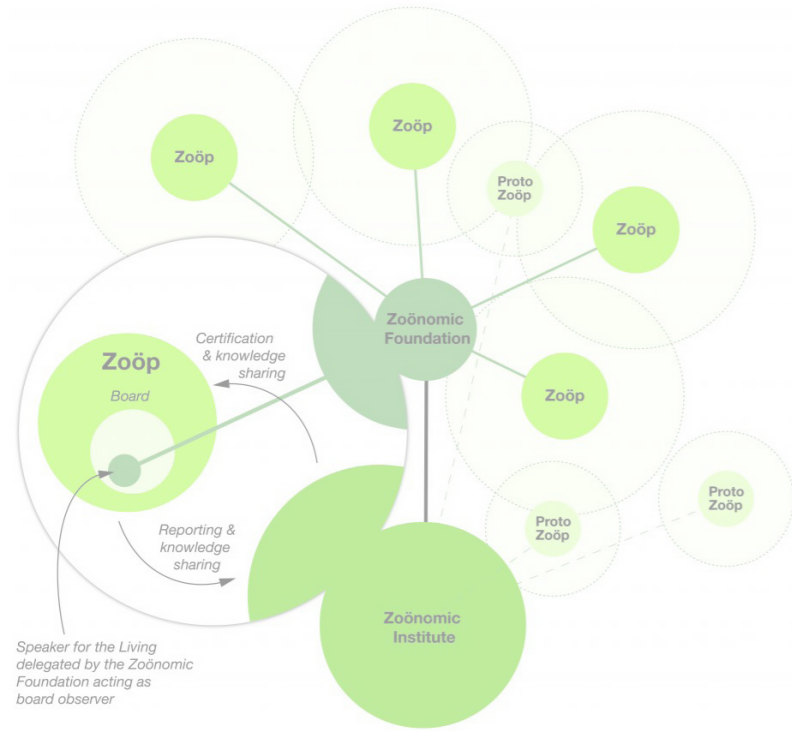 Zoöp
Zoöp
Proto
Zoöp
Zoöp
Zoönomic
Foundation
Certification
& knowledge
sharing
Zoöp
Board
Zoöp
Proto
Zoöp
Proto
Zoöp
Reporting &
knowledge
sharing
Zoönomic
Institute
Speaker for the Living
delegated by the Zoönomic
Foundation acting as
board observer